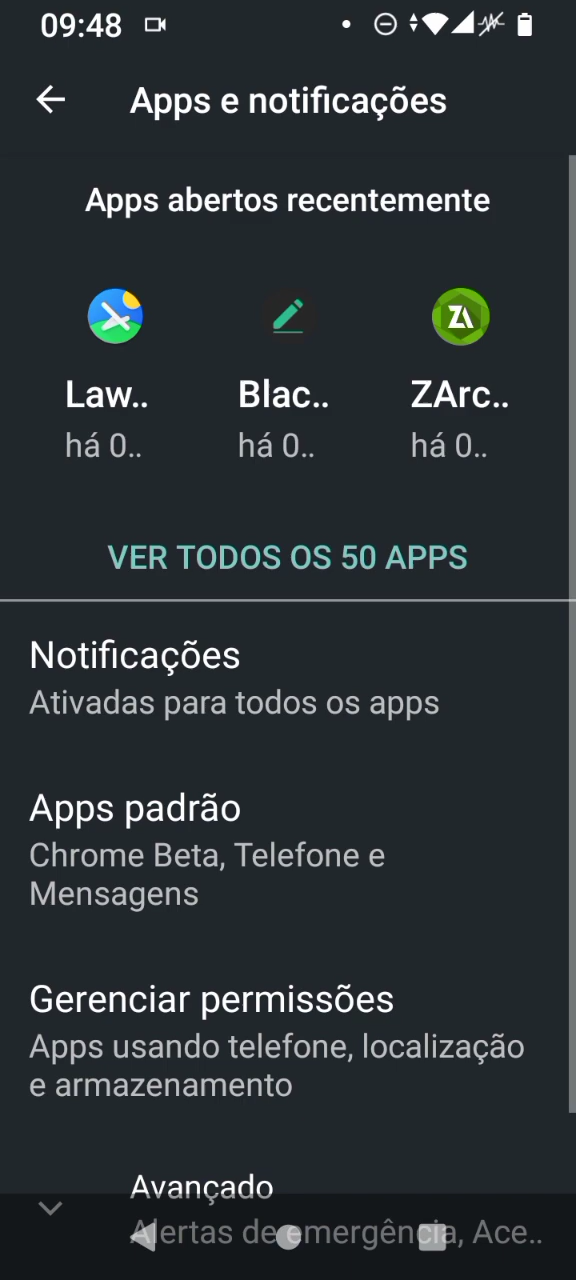 09:48
Apps e notificações
Apps abertos recentemente
Law.. Blac.. ZArc..
há 0.. há 0.. há 0..
VER TODOS OS 50 APPS
Notificações
Ativadas para todos os apps
Apps padrão
Chrome Beta, Telefone e
Mensagens
Gerenciar permissões
Apps usando telefone, localização
e armazenamento
Avançado
Alertas de emergência, Ace..